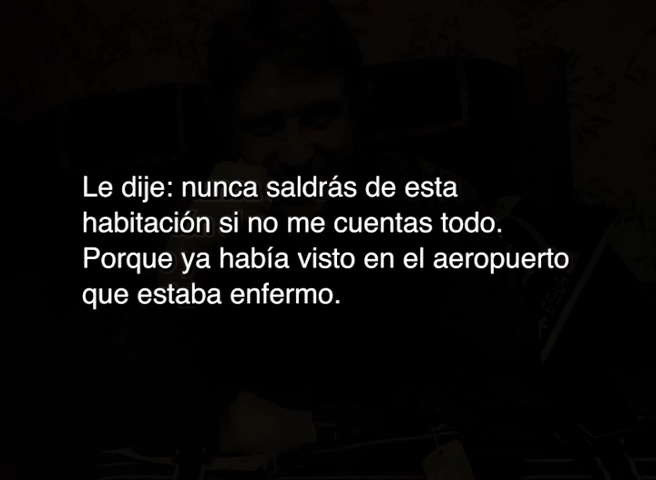 Le dije: nunca saldrás de esta
habitación si no me cuentas todo.
Porque ya había visto en el aeropuerto
que estaba enfermo.